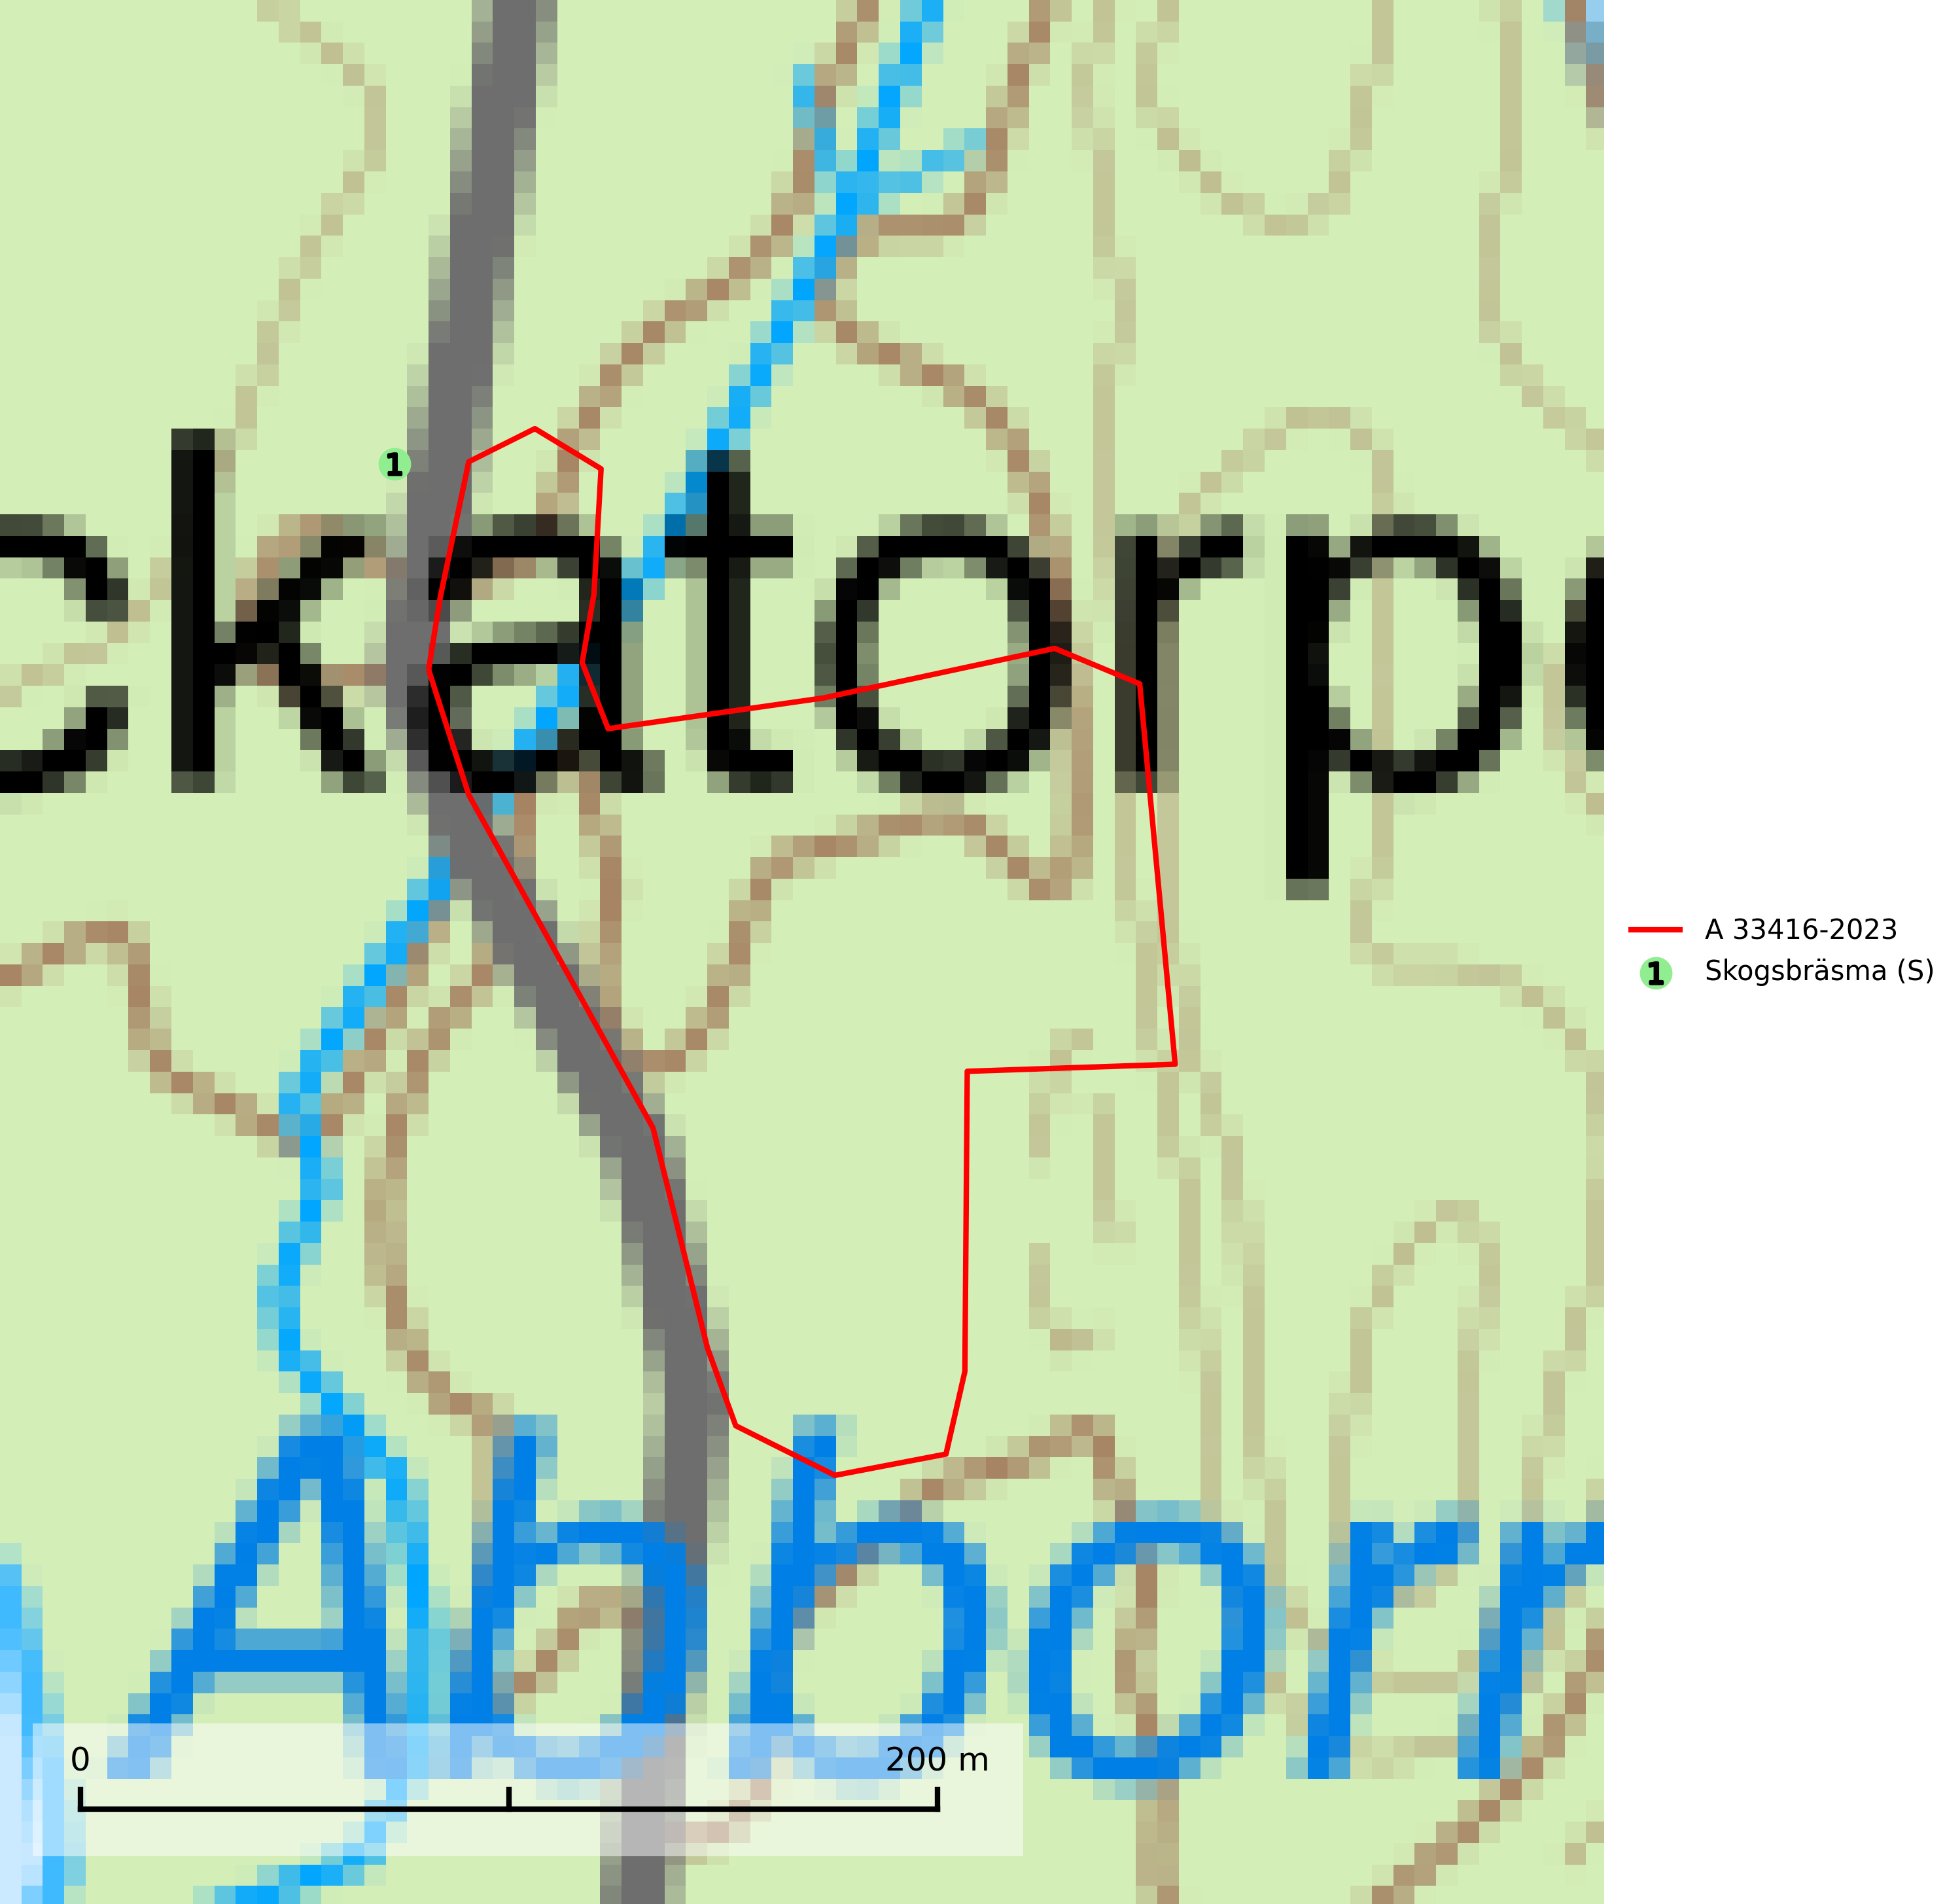 1
ckatorp
Abborr
0 200 m
A 33416-2023
1 Skogsbräsma (S)